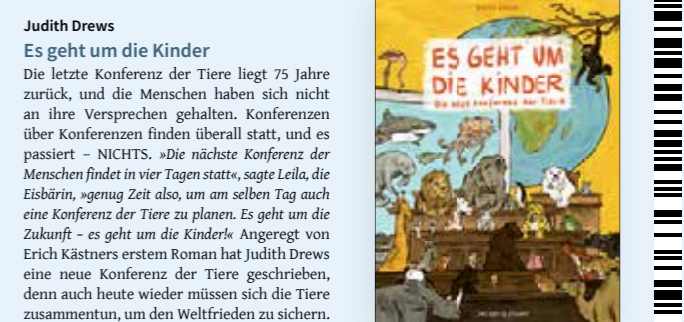 Judith Drews
Es geht um die Kinder
Die letzte Konferenz der Tiere liegt 75 Jahre
zurück, und die Menschen haben sich nicht
an ihre Versprechen gehalten. Konferenzen
über Konferenzen finden überall statt, und es
passiert – NICHTS. »Die nächste Konferenz der
Menschen findet in vier Tagen statt«, sagte Leila, die
Eisbärin, »genug Zeit also, um am selben Tag auch
eine Konferenz der Tiere zu planen. Es geht um die
Zukunft – es geht um die Kinder!« Angeregt von
Erich Kästners erstem Roman hat Judith Drews
eine neue Konferenz der Tiere geschrieben,
denn auch heute wieder müssen sich die Tiere
zusammentun, um den Weltfrieden zu sichern.
ES GEHT UM
DIE KINDER
Konferenz der Tiere